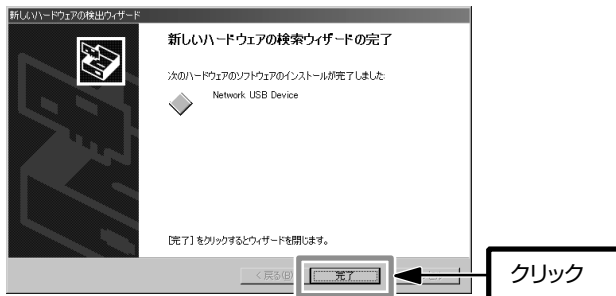 新しいハードウェアの検出ウィザード
新しいハードウェアの検索ウィザードの完了
次のハードウェアのソフトウェアのインストールが完了しました:
Network USB Device
[完了] をクリックするとウィザードを閉じます。
< 戻る(B)
完了
クリック